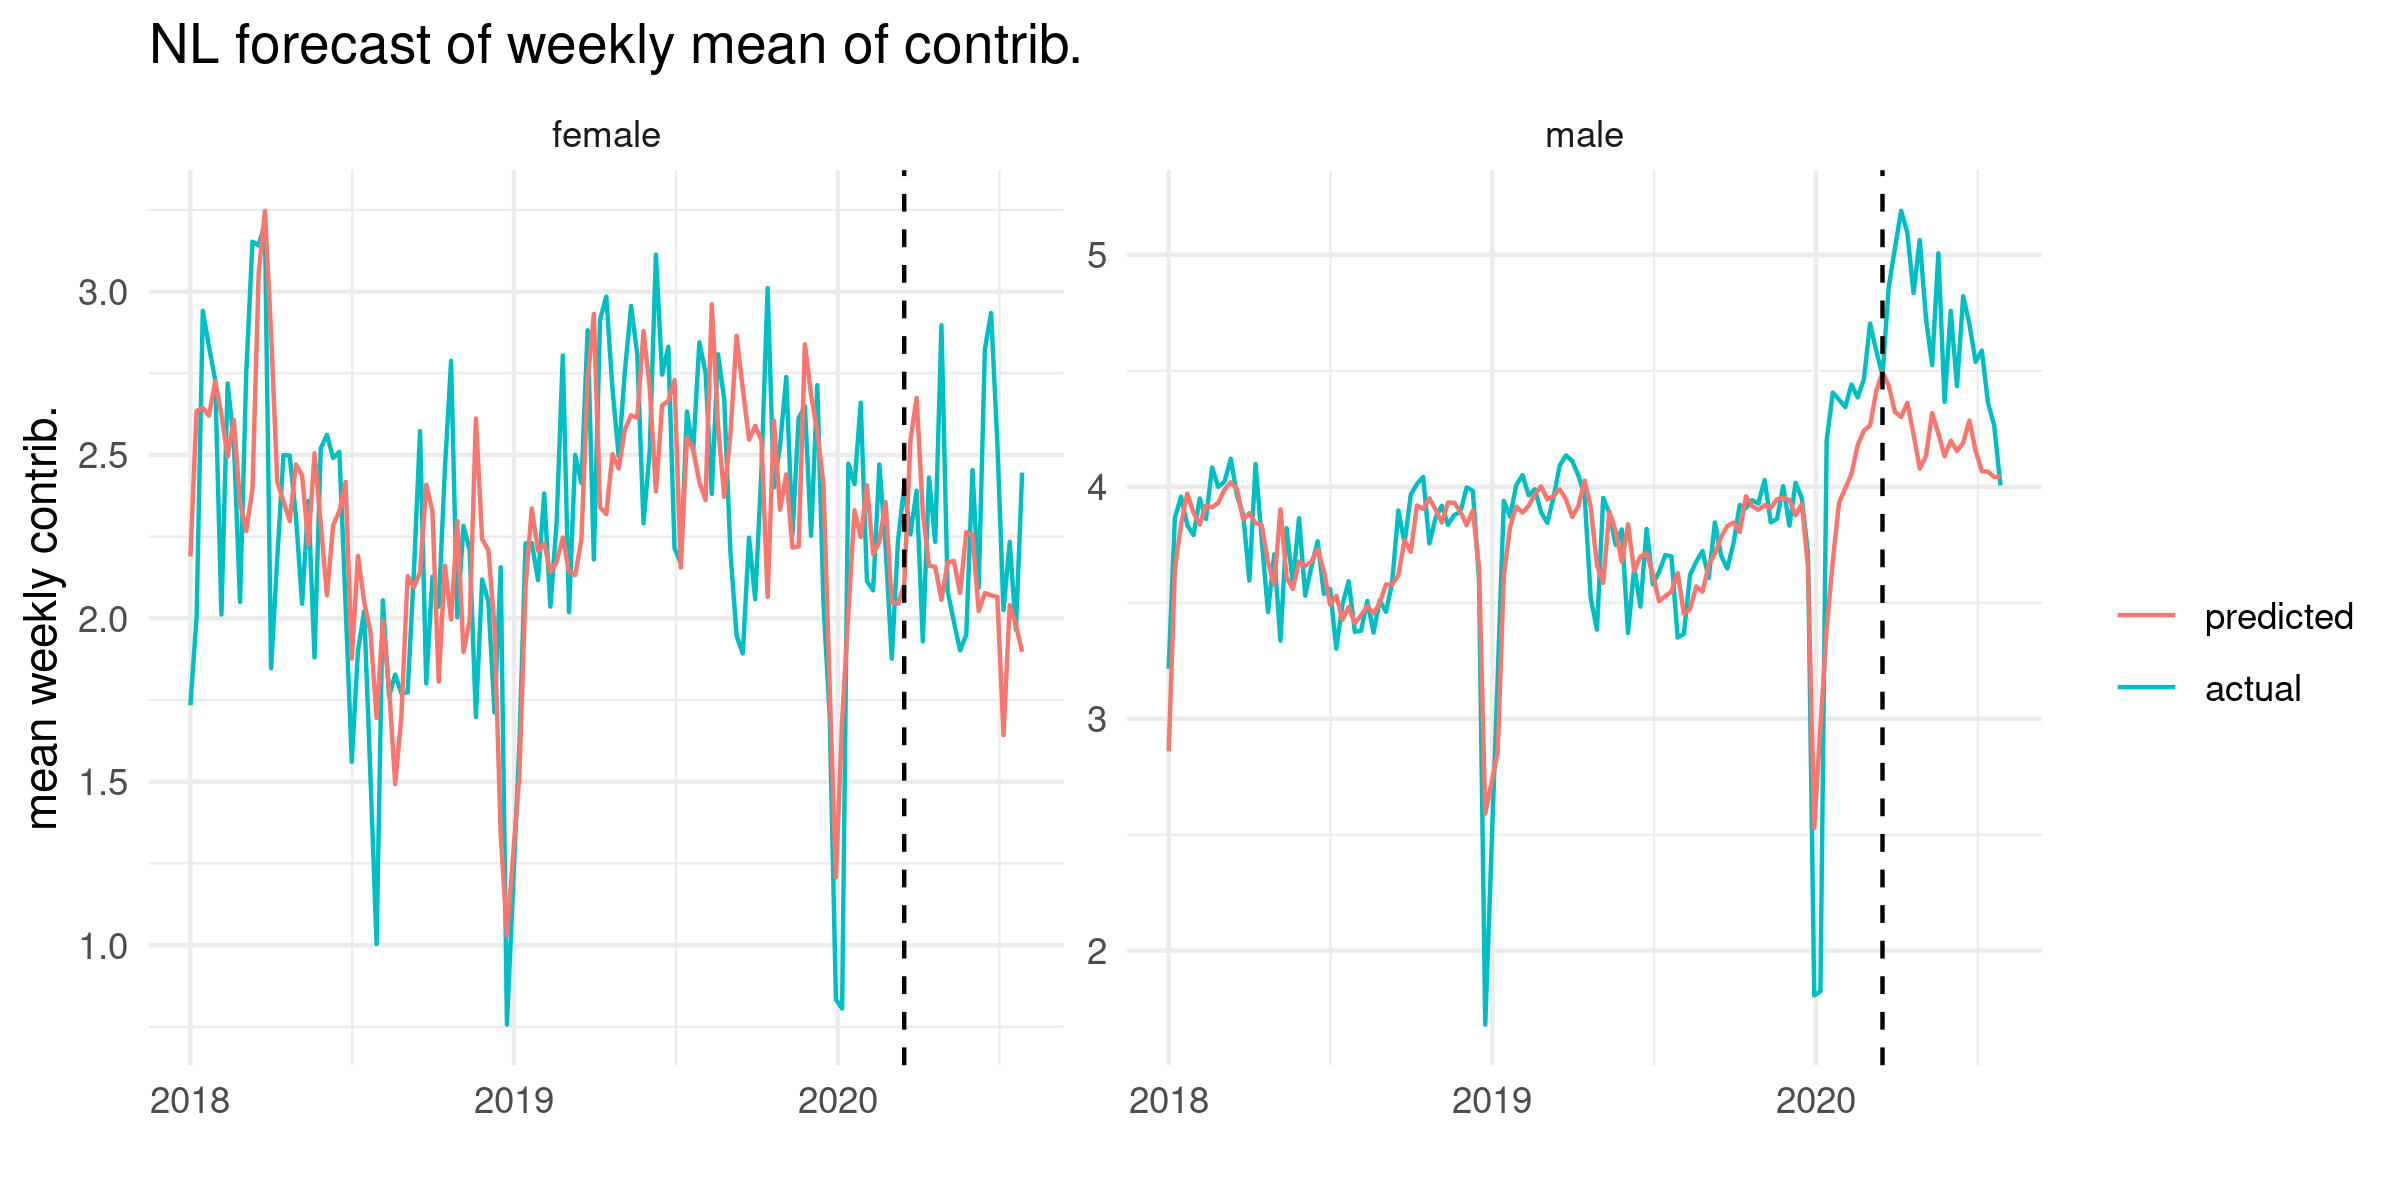 NL forecast of weekly mean of contrib.
female
male
mean weekly contrib.
3.0
2.5
2.0
1.5
1.0
5
4
3
2
2018
2019
2020
2018
2019
2020
predicted
actual